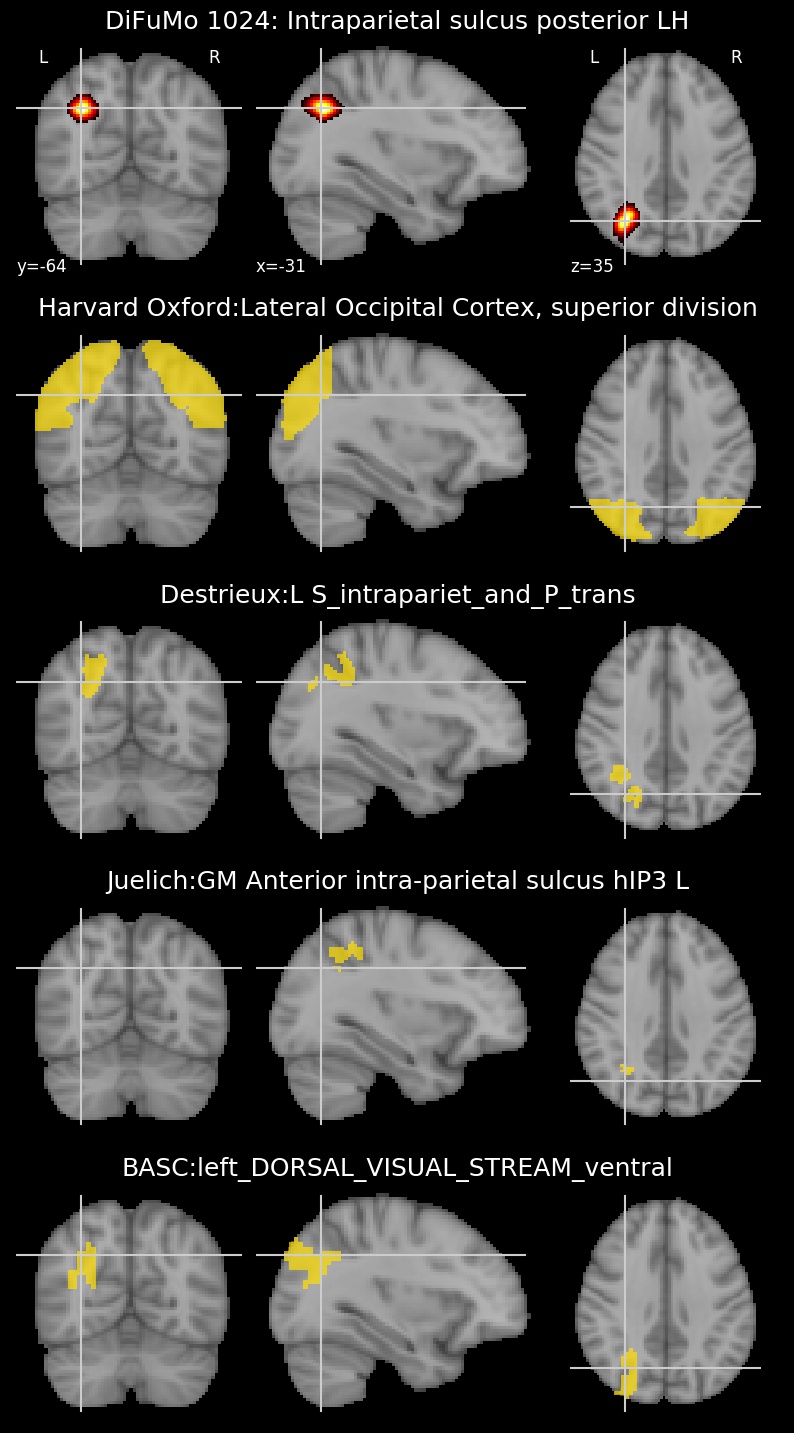 DiFuMo 1024: Intraparietal sulcus posterior LH
L R L R
y=-64 x=-31 z=35
Harvard Oxford:Lateral Occipital Cortex, superior division
Destrieux:L S_intrapariet_and_P_trans
Juelich:GM Anterior intra-parietal sulcus hIP3 L
BASC:left_DORSAL_VISUAL_STREAM_ventral